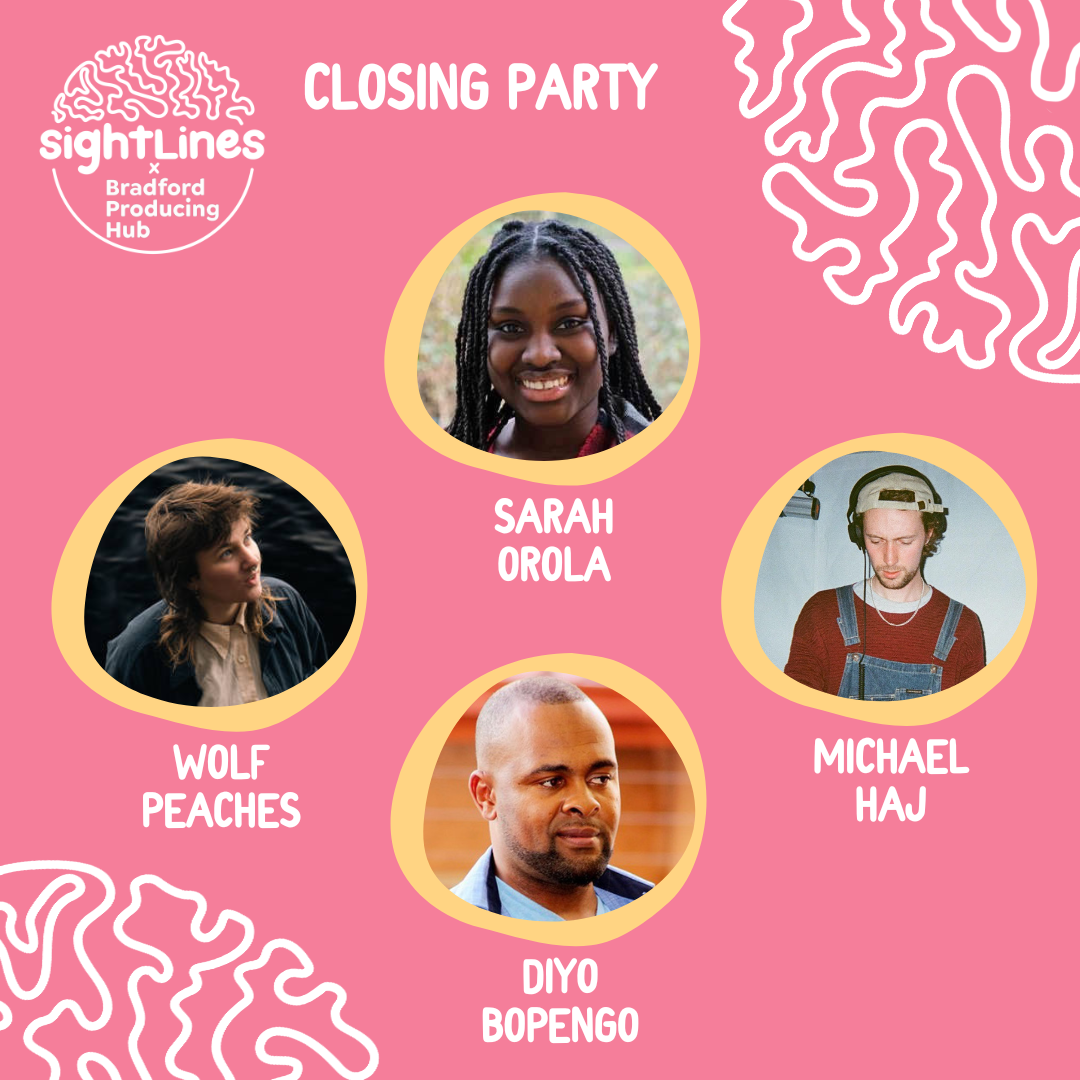 CLOSING PARTY
sightLines
x
Bradford
Producing
Hub
SARAH
OROLA
WOLF
PEACHES
MICHAEL
HAJ
DIYO
BOPENGO